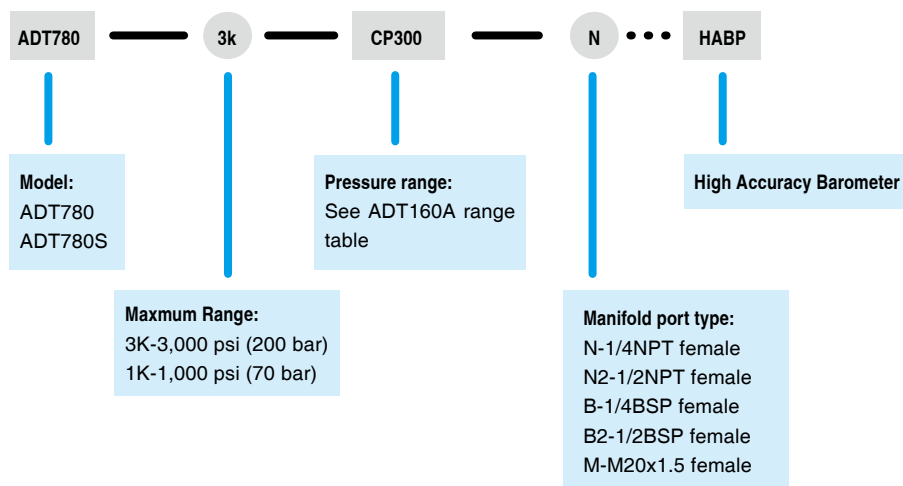 ADT780
3k
CP300
N
HABP
Model:
ADT780
ADT780S
Maxmum Range:
3K-3,000 psi (200 bar)
1K-1,000 psi (70 bar)
Pressure range:
See ADT160A range
table
Manifold port type:
N-1/4NPT female
N2-1/2NPT female
B-1/4BSP female
B2-1/2BSP female
M-M20x1.5 female
High Accuracy Barometer